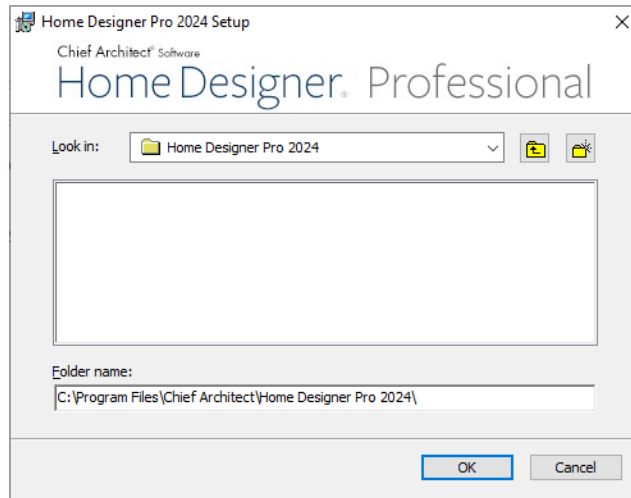 Home Designer Pro 2024 Setup
Chief Architect® Software
Home Designer® Professional
Look in: Home Designer Pro 2024
Folder name:
C:\Program Files\Chief Architect\Home Designer Pro 2024\
OK Cancel